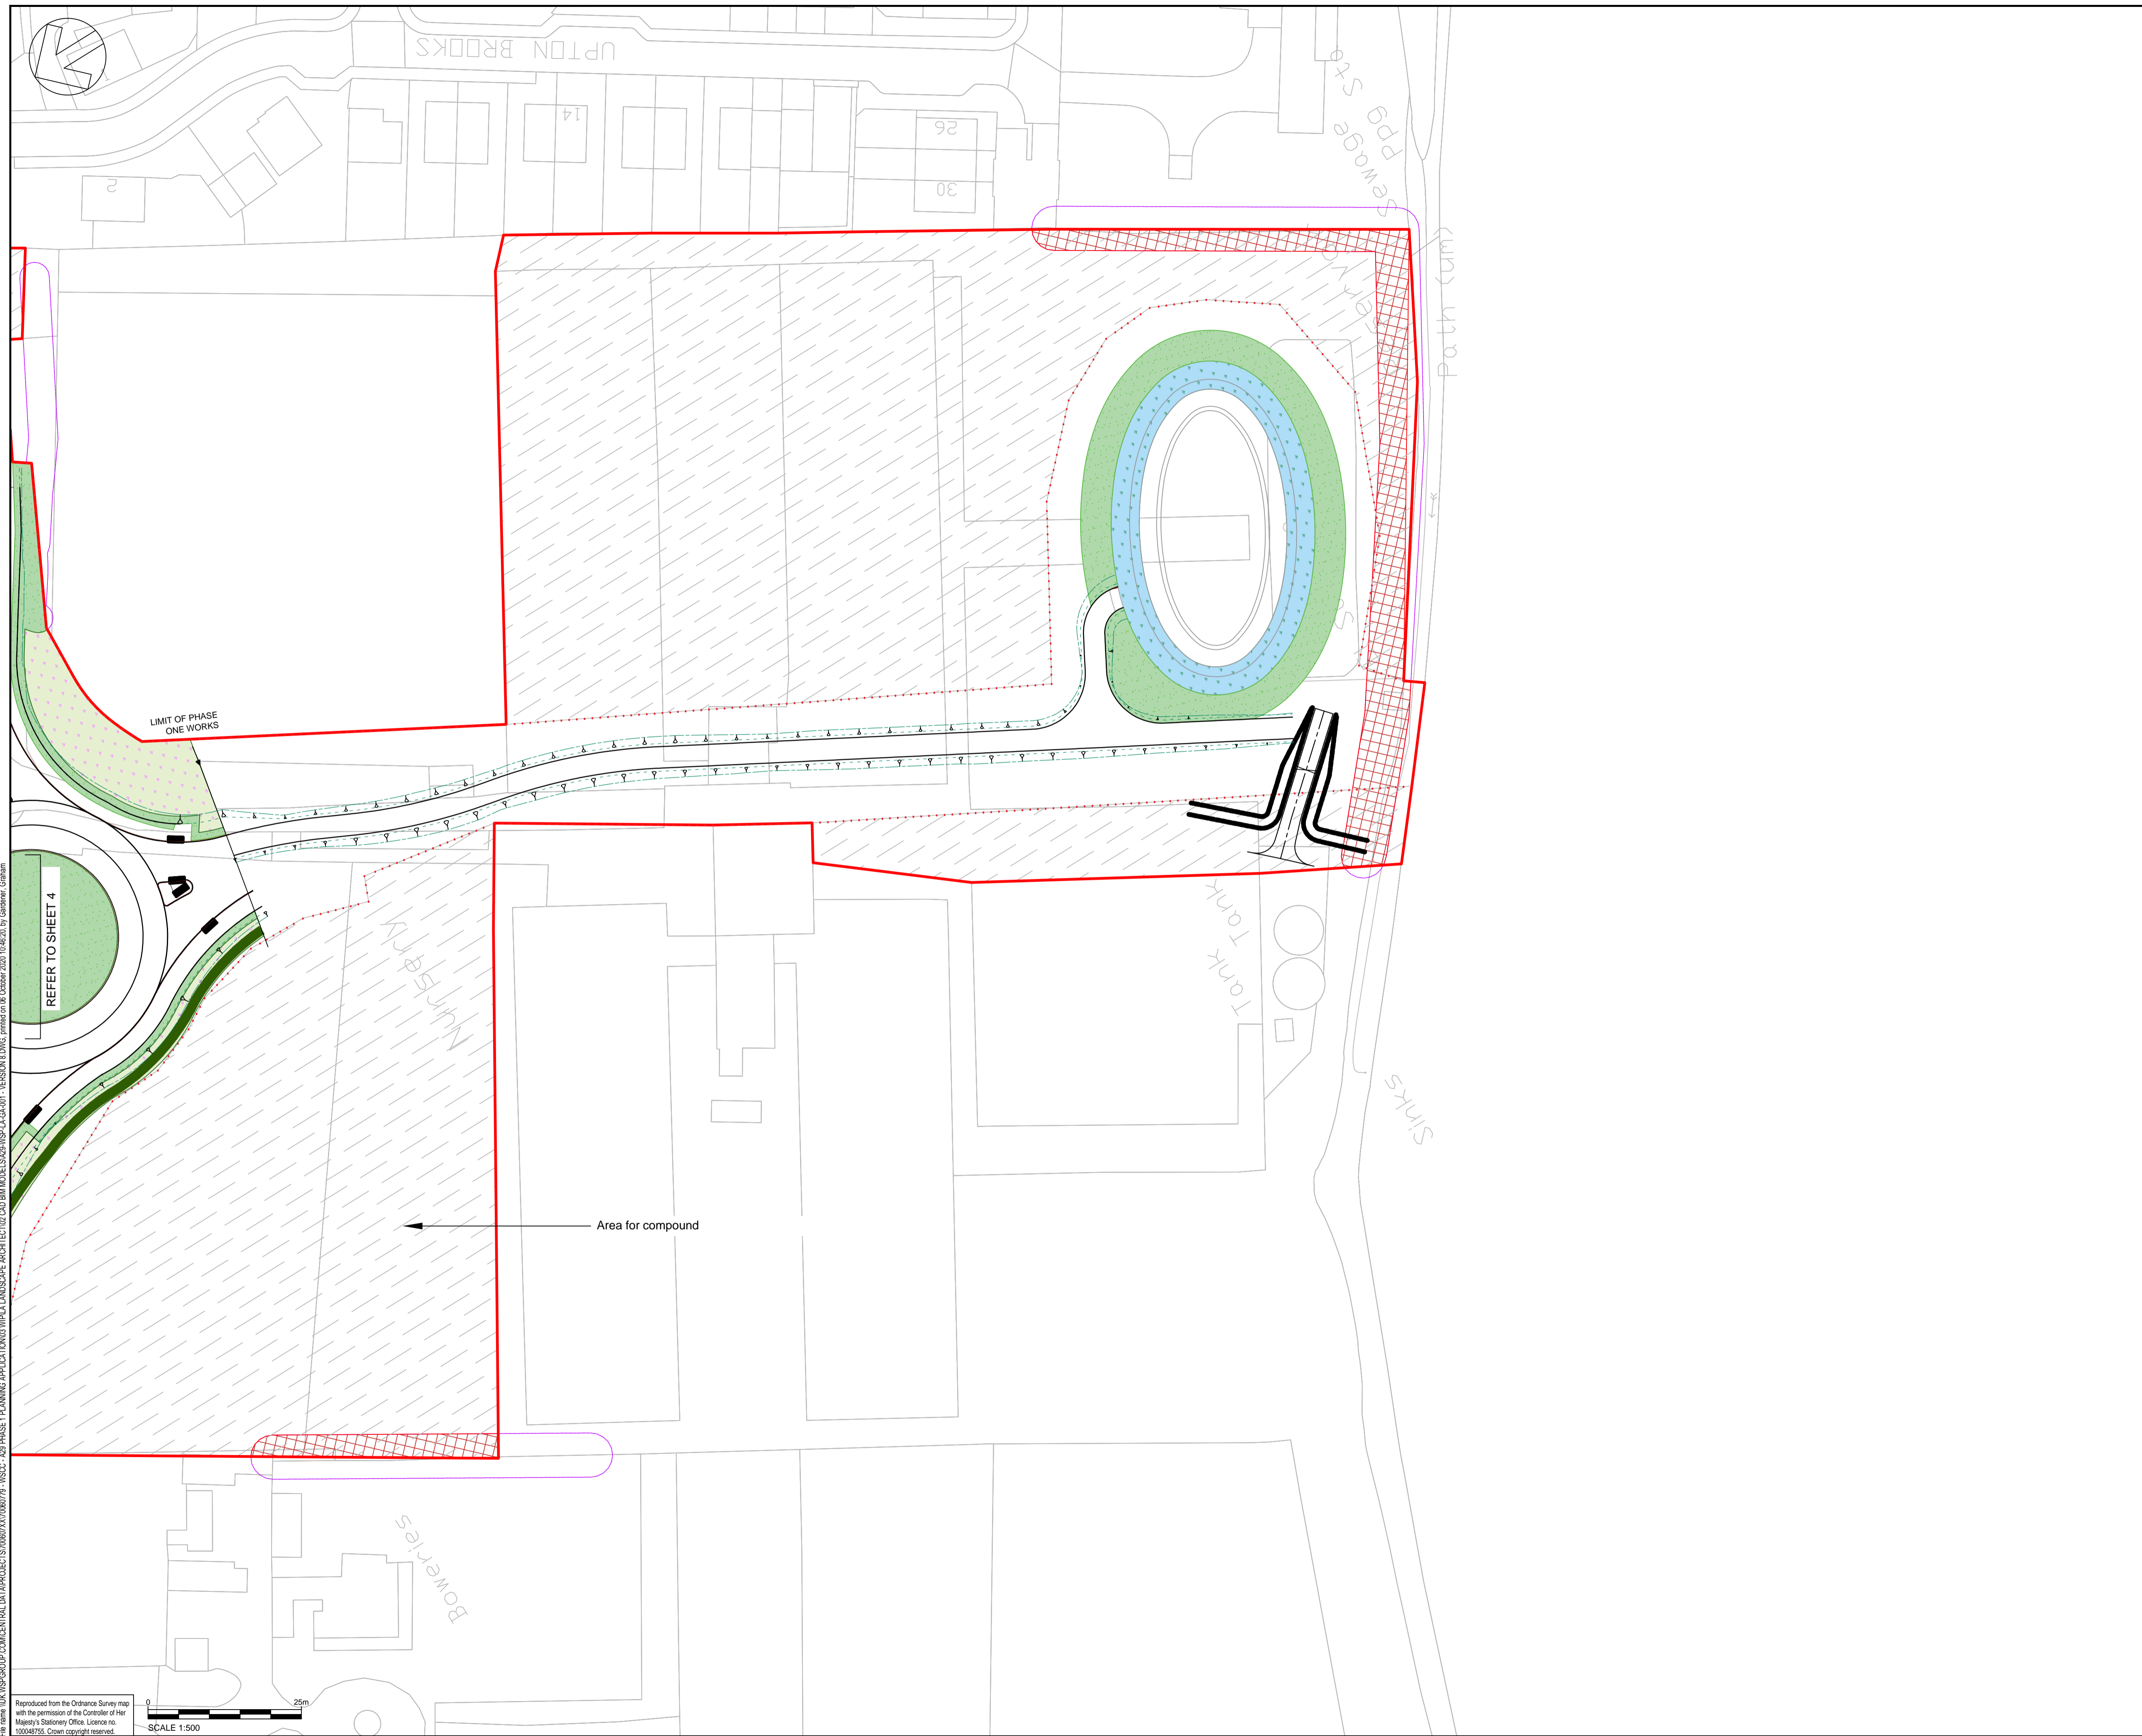 UPTON BROOKS
14
26
2
30
Ppg Sta
Sewage
Path (um)
LIMIT OF PHASE
ONE WORKS
REFER TO SHEET 4
Nursery
Tank
Tank
Sinks
Area for compound
Boweries
Reproduced from the Ordnance Survey map
with the permission of the Controller of Her
Majesty's Stationery Office. Licence no.
100048755. Crown copyright reserved.
0
25m
SCALE 1:500